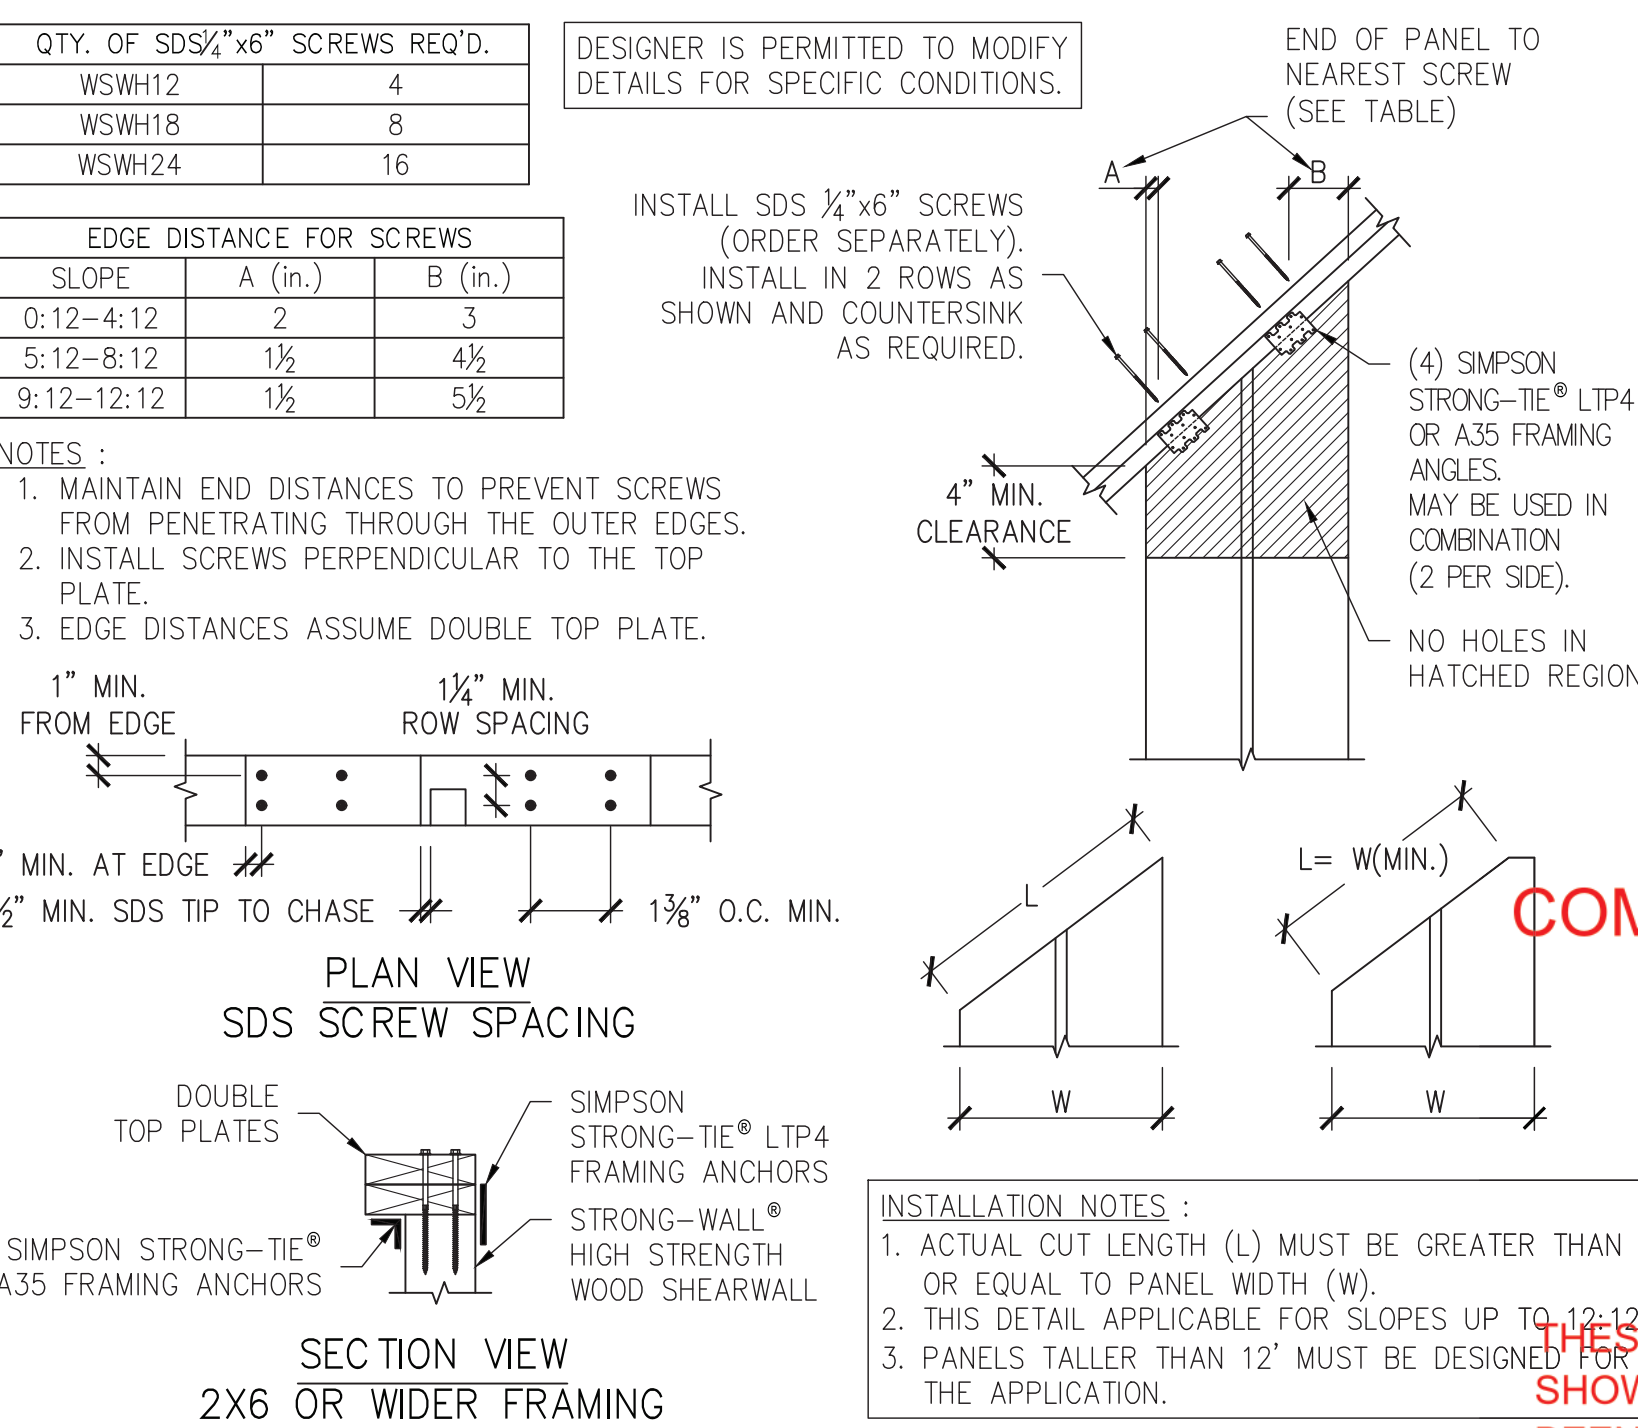 QTY. OF SDS¼"x6" SCREWS REQ'D.
WSWH12 4
WSWH18 8
WSWH24 16
EDGE DISTANCE FOR SCREWS
SLOPE A (in.) B (in.)
0:12–4:12 2 3
5:12–8:12 1½ 4½
9:12–12:12 1½ 5½
NOTES :
1. MAINTAIN END DISTANCES TO PREVENT SCREWS
FROM PENETRATING THROUGH THE OUTER EDGES.
2. INSTALL SCREWS PERPENDICULAR TO THE TOP
PLATE.
3. EDGE DISTANCES ASSUME DOUBLE TOP PLATE.
DESIGNER IS PERMITTED TO MODIFY
DETAILS FOR SPECIFIC CONDITIONS.
END OF PANEL TO
NEAREST SCREW
(SEE TABLE)
A
B
INSTALL SDS ¼"x6" SCREWS
(ORDER SEPARATELY).
INSTALL IN 2 ROWS AS
SHOWN AND COUNTERSINK
AS REQUIRED.
4" MIN.
CLEARANCE
(4) SIMPSON
STRONG–TIE® LTP4
OR A35 FRAMING
ANGLES.
MAY BE USED IN
COMBINATION
(2 PER SIDE).
NO HOLES IN
HATCHED REGION
1" MIN.
FROM EDGE
1¼" MIN.
ROW SPACING
" MIN. AT EDGE
½" MIN. SDS TIP TO CHASE
1⅜" O.C. MIN.
PLAN VIEW
SDS SCREW SPACING
L
W
L= W(MIN.)
W
COM
DOUBLE
TOP PLATES
SIMPSON
STRONG–TIE® LTP4
FRAMING ANCHORS
STRONG–WALL®
HIGH STRENGTH
WOOD SHEARWALL
SIMPSON STRONG–TIE®
A35 FRAMING ANCHORS
SECTION VIEW
2X6 OR WIDER FRAMING
INSTALLATION NOTES :
1. ACTUAL CUT LENGTH (L) MUST BE GREATER THAN
OR EQUAL TO PANEL WIDTH (W).
2. THIS DETAIL APPLICABLE FOR SLOPES UP TO 12:12
3. PANELS TALLER THAN 12' MUST BE DESIGNED FOR
THE APPLICATION.
THES
SHOW